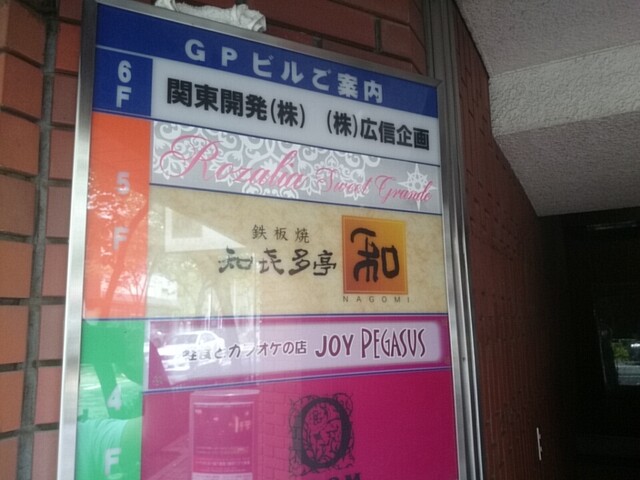 GPビルご案内
6F
関東開発(株) (株)広信企画
5F
Rozalia Sweet Grande
鉄板焼
知㐂多亭
和
NAGOMI
4F
カラオケの店 JOY PEGASUS